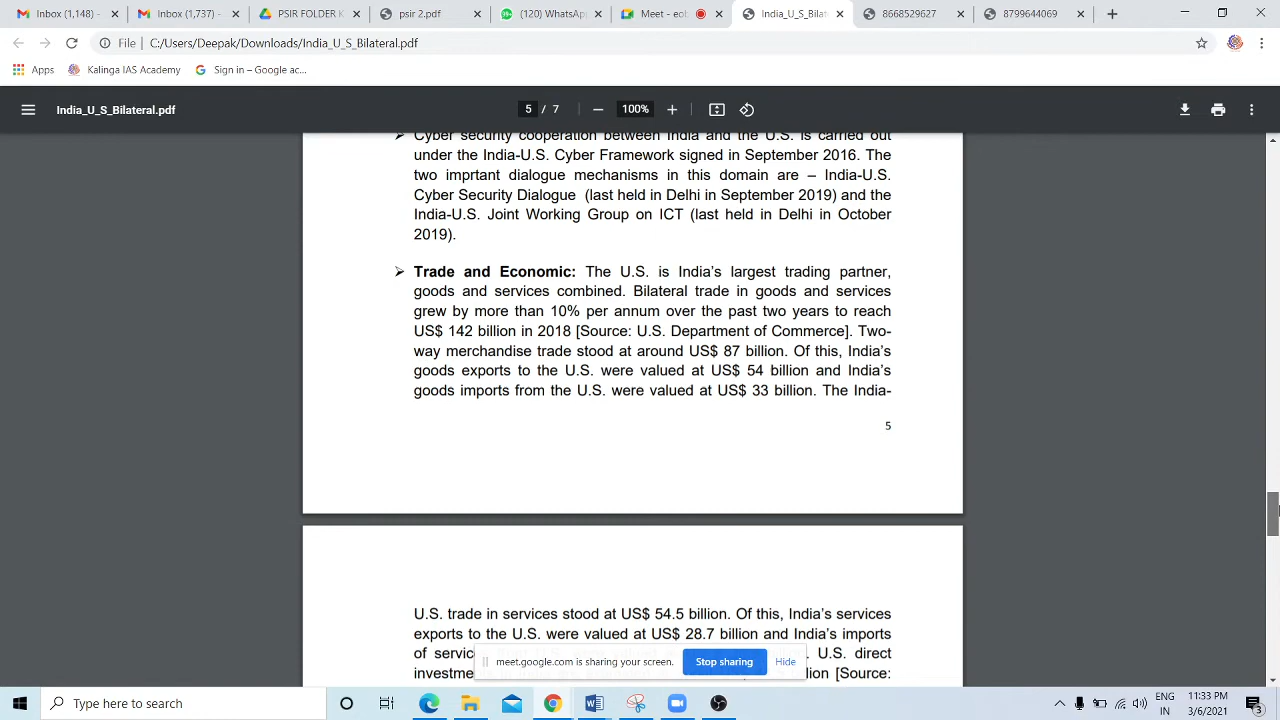 Inbox (1,148) -
Inbox (1,737) -
PSIR FOLDER K
psir 2.pdf
(120) WhatsApp
Meet - eol
India_U_S_Bilat
8668529627
8799644069
File
C:/Users/Deepak/Downloads/India_U_S_Bilateral.pdf
Apps
Kalinga IAS Academy
Sign in – Google ac...
India_U_S_Bilateral.pdf
5 / 7
100%
Cyber security cooperation between India and the U.S. is carried out
under the India-U.S. Cyber Framework signed in September 2016. The
two imprtant dialogue mechanisms in this domain are – India-U.S.
Cyber Security Dialogue (last held in Delhi in September 2019) and the
India-U.S. Joint Working Group on ICT (last held in Delhi in October
2019).
Trade and Economic: The U.S. is India's largest trading partner,
goods and services combined. Bilateral trade in goods and services
grew by more than 10% per annum over the past two years to reach
US$ 142 billion in 2018 [Source: U.S. Department of Commerce]. Two-
way merchandise trade stood at around US$ 87 billion. Of this, India's
goods exports to the U.S. were valued at US$ 54 billion and India's
goods imports from the U.S. were valued at US$ 33 billion. The India-
5
U.S. trade in services stood at US$ 54.5 billion. Of this, India's services
exports to the U.S. were valued at US$ 28.7 billion and India's imports
of servic
. U.S. direct
investme
lion [Source:
meet.google.com is sharing your screen.
Stop sharing
Hide
Type here to search
ENG
IN
11:33 PM
3/6/2021
3